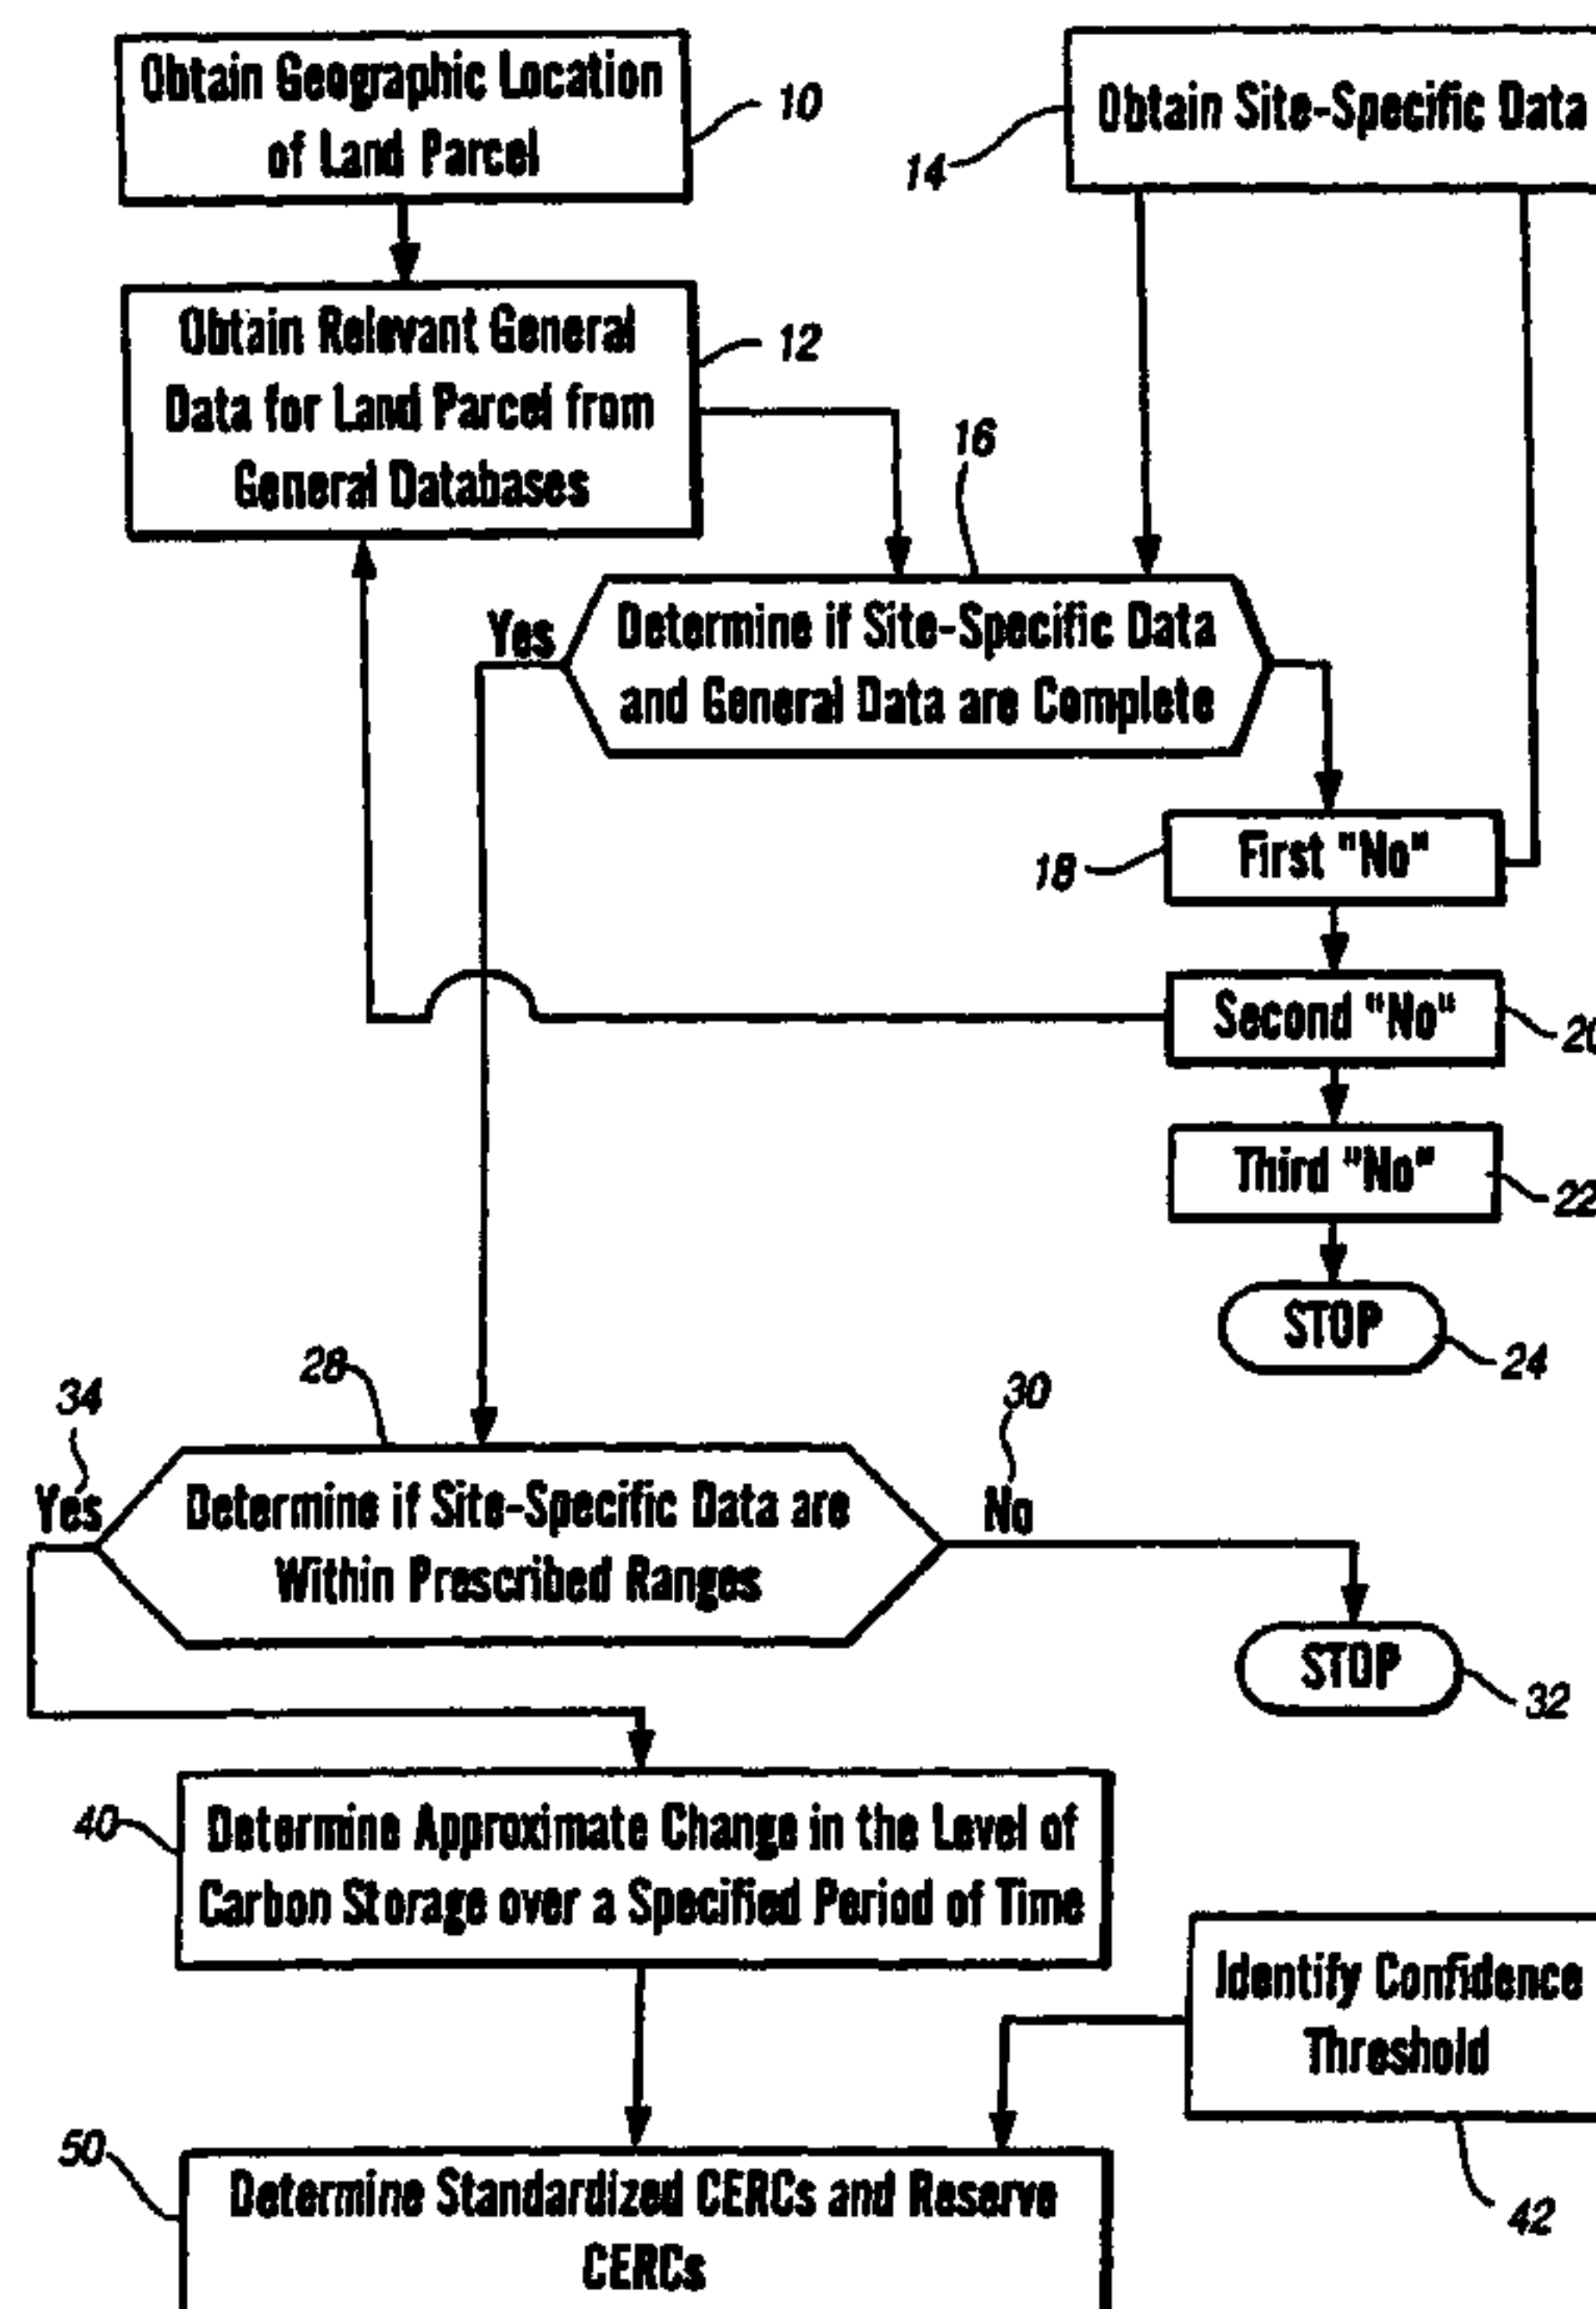 Obtain Geographic Location
of Land Parcel
10
Obtain Site-Specific Data
14
Obtain Relevant General
Data for Land Parcel from
General Databases
12
16
Yes
Determine if Site-Specific Data
and General Data are Complete
First "No"
18
Second "No"
Third "No"
22
STOP
24
28
34
Yes
Determine if Site-Specific Data are
Within Prescribed Ranges
30
No
STOP
32
40
Determine Approximate Change in the Level of
Carbon Storage over a Specified Period of Time
Identify Confidence
Threshold
42
50
Determine Standardized CERCs and Reserve
CERCs